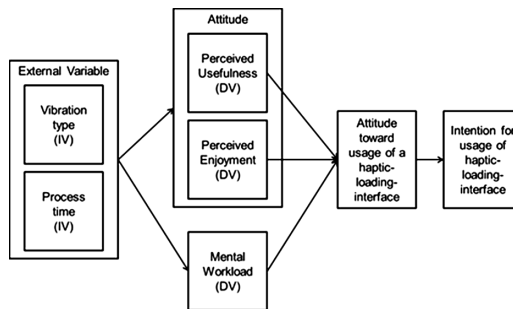 External Variable
Vibration
type
(IV)
Process
time
(IV)
Attitude
Perceived
Usefulness
(DV)
Perceived
Enjoyment
(DV)
Mental
Workload
(DV)
Attitude
toward
usage of a
haptic-
loading-
interface
Intention for
usage of
haptic-
loading-
interface